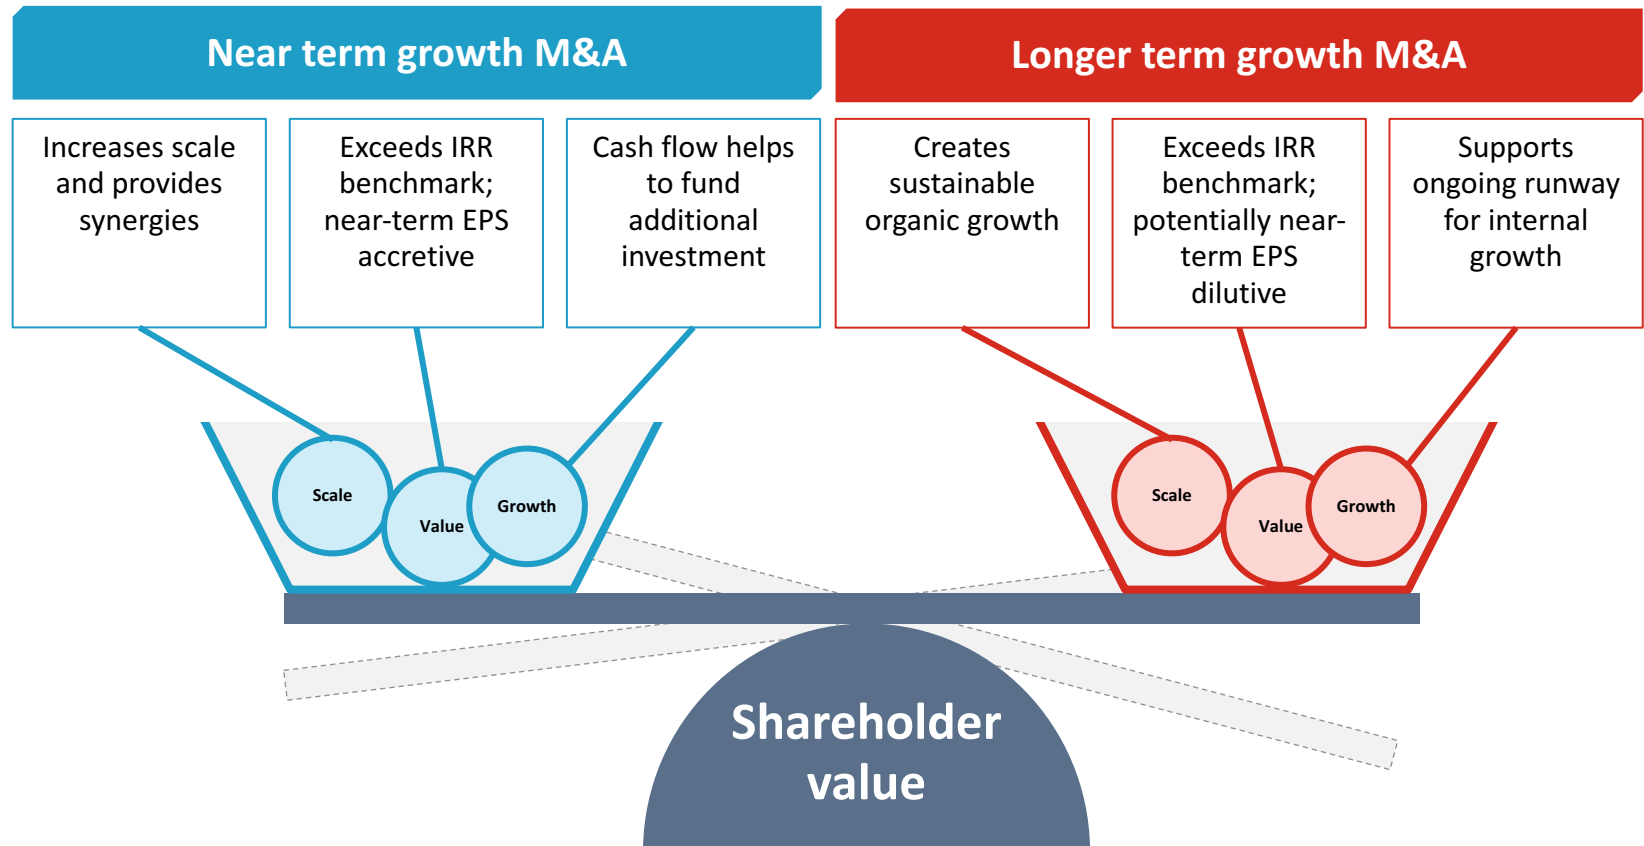 Near term growth M&A
Longer term growth M&A
Increases scale
and provides
synergies
Exceeds IRR
benchmark;
near-term EPS
accretive
Cash flow helps
to fund
additional
investment
Creates
sustainable
organic growth
Exceeds IRR
benchmark;
potentially near-
term EPS
dilutive
Supports
ongoing runway
for internal
growth
Scale
Value
Growth
Scale
Value
Growth
Shareholder
value